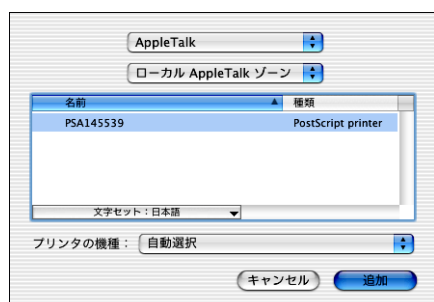 AppleTalk
ローカル AppleTalk ゾーン
名前 種類
PSA145539 PostScript printer
文字セット：日本語
プリンタの機種： 自動選択
キャンセル 追加